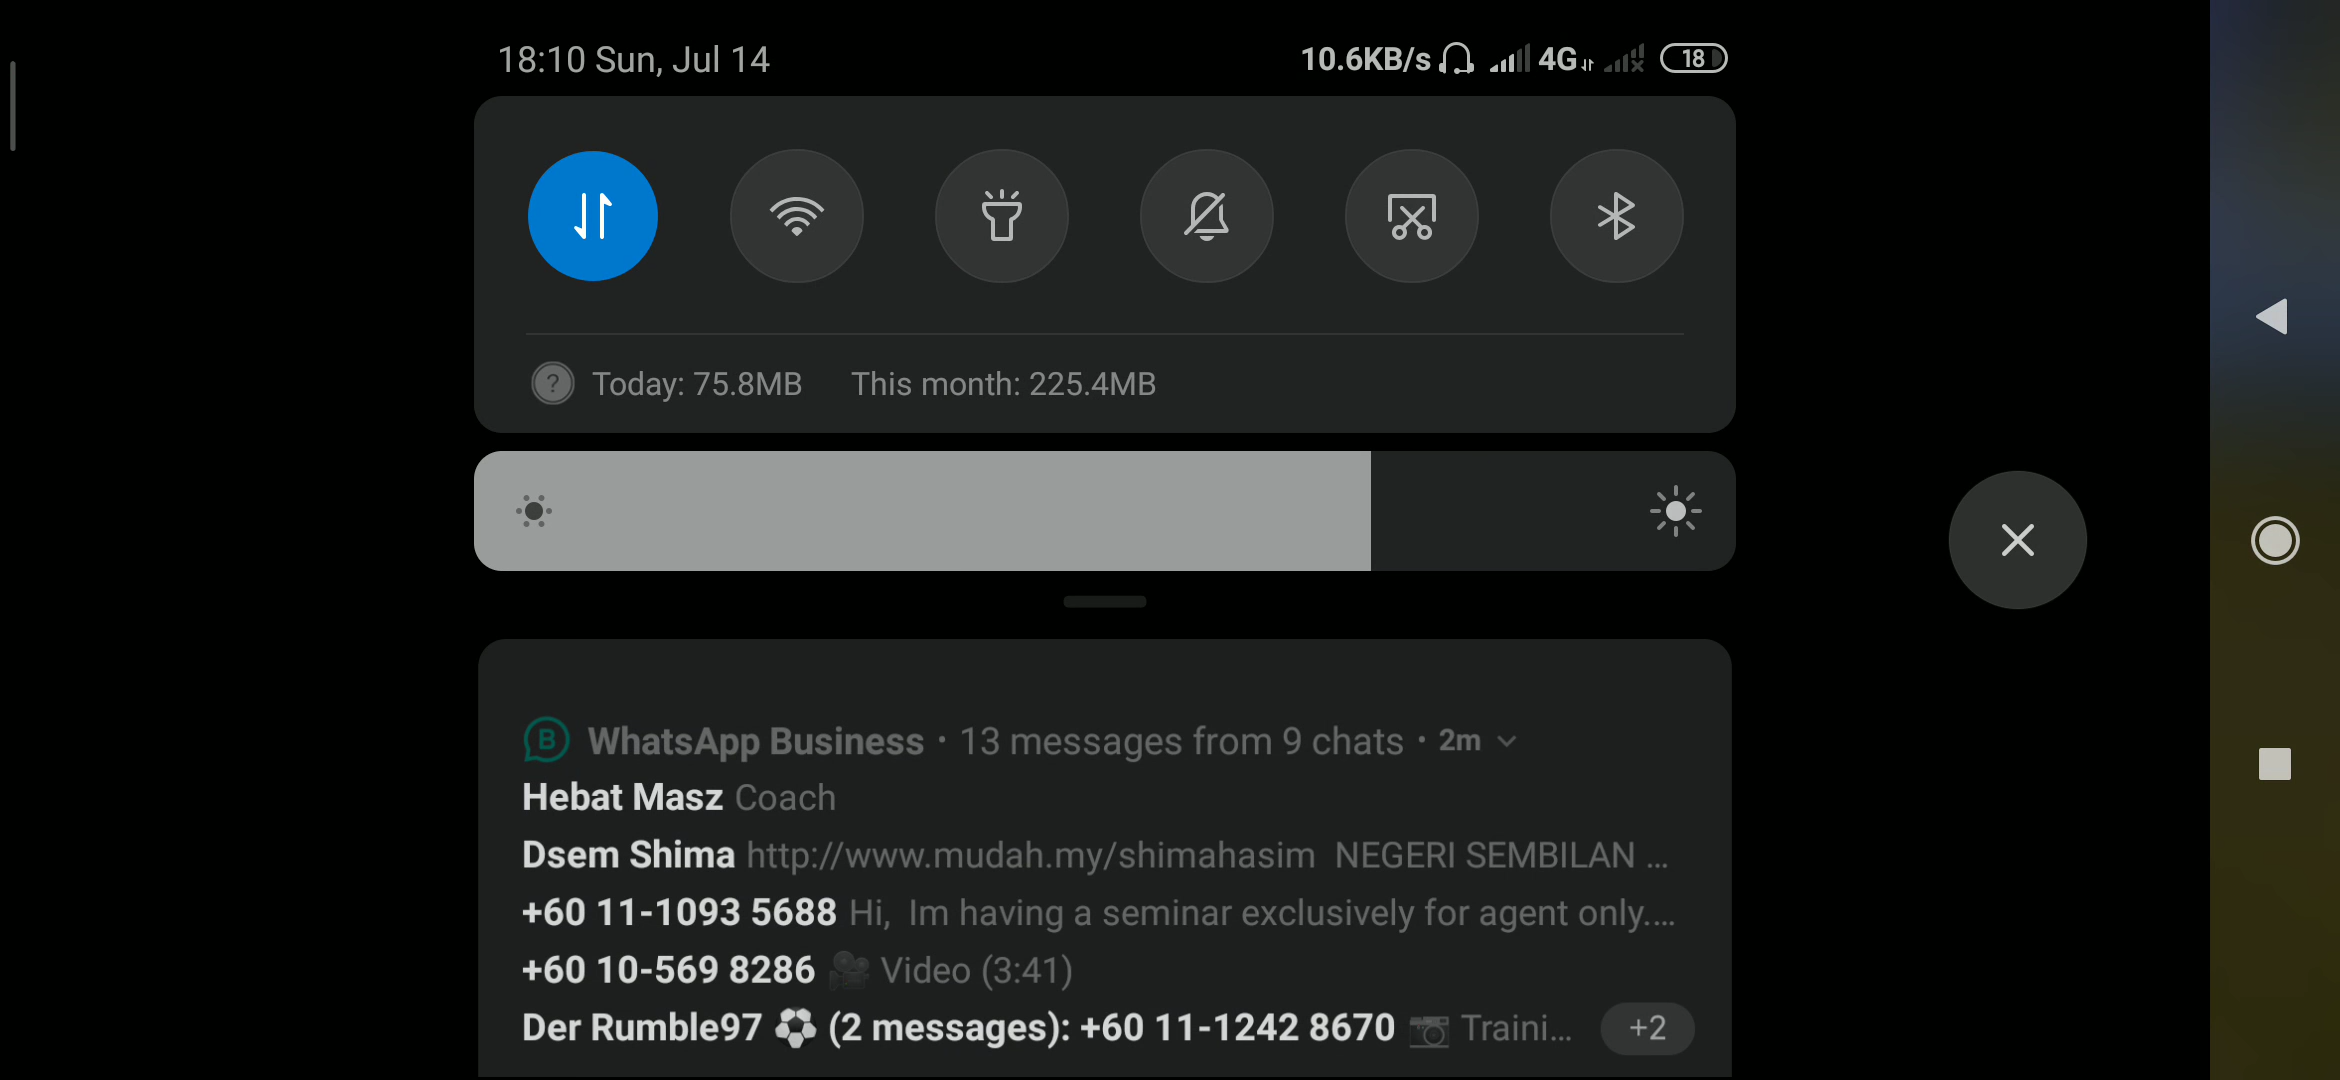 18:10 Sun, Jul 14 10.6KB/s 4G 18
? Today: 75.8MB This month: 225.4MB
B WhatsApp Business • 13 messages from 9 chats • 2m
Hebat Masz Coach
Dsem Shima http://www.mudah.my/shimahasim NEGERI SEMBILAN ...
+60 11-1093 5688 Hi, Im having a seminar exclusively for agent only....
+60 10-569 8286 🎥 Video (3:41)
Der Rumble97 ⚽ (2 messages): +60 11-1242 8670 📷 Traini... +2